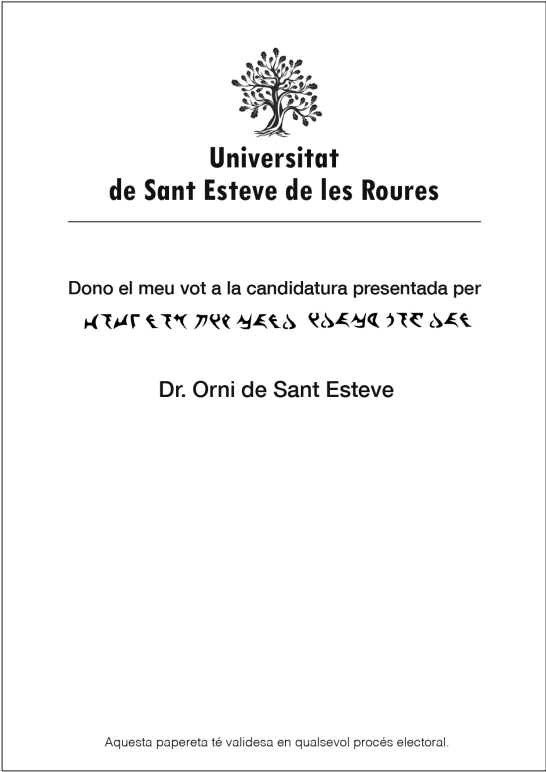 Universitat
de Sant Esteve de les Roures
Dono el meu vot a la candidatura presentada per
Dr. Orni de Sant Esteve
Aquesta papereta té validesa en qualsevol procés electoral.